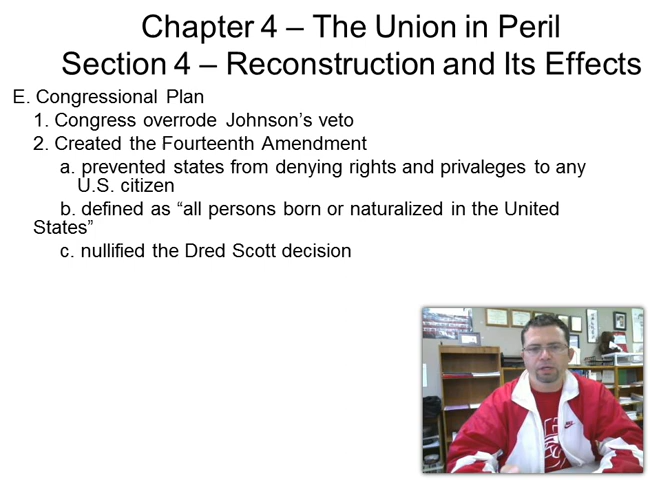 Chapter 4 – The Union in Peril
Section 4 – Reconstruction and Its Effects
E. Congressional Plan
1. Congress overrode Johnson's veto
2. Created the Fourteenth Amendment
a. prevented states from denying rights and privaleges to any
U.S. citizen
b. defined as “all persons born or naturalized in the United
States”
c. nullified the Dred Scott decision